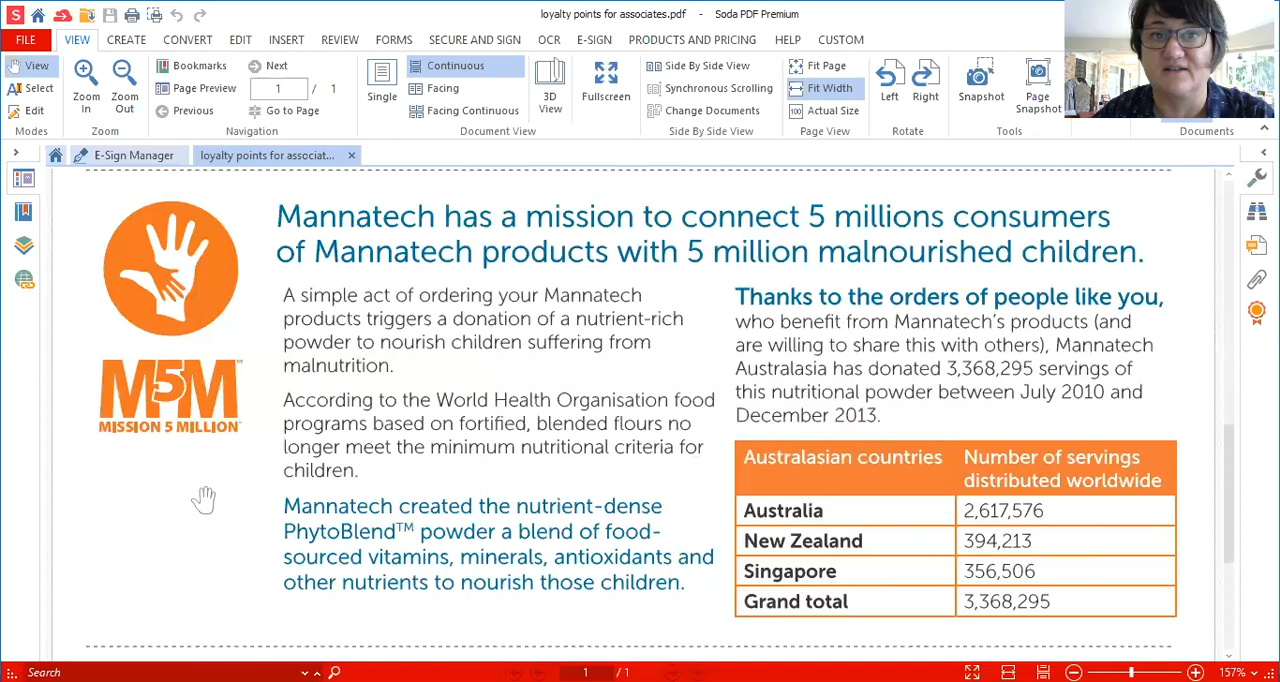 loyalty points for associates.pdf - Soda PDF Premium
FILE VIEW CREATE CONVERT EDIT INSERT REVIEW FORMS SECURE AND SIGN OCR E-SIGN PRODUCTS AND PRICING HELP CUSTOM
View Select Edit Modes
Zoom In Zoom Out Zoom
Bookmarks Next
Page Preview 1 / 1
Previous Go to Page
Navigation
Single Continuous Facing Facing Continuous 3D View Fullscreen
Document View
Side By Side View
Synchronous Scrolling
Change Documents
Side By Side View
Fit Page
Fit Width
100 Actual Size
Page View
Left Right
Rotate
Snapshot Page Snapshot
Tools
Documents
E-Sign Manager loyalty points for associat...
Mannatech has a mission to connect 5 millions consumers
of Mannatech products with 5 million malnourished children.
M5M™
MISSION 5 MILLION™
A simple act of ordering your Mannatech
products triggers a donation of a nutrient-rich
powder to nourish children suffering from
malnutrition.
According to the World Health Organisation food
programs based on fortified, blended flours no
longer meet the minimum nutritional criteria for
children.
Mannatech created the nutrient-dense
PhytoBlend™ powder a blend of food-
sourced vitamins, minerals, antioxidants and
other nutrients to nourish those children.
Thanks to the orders of people like you,
who benefit from Mannatech's products (and
are willing to share this with others), Mannatech
Australasia has donated 3,368,295 servings of
this nutritional powder between July 2010 and
December 2013.
Australasian countries Number of servings
distributed worldwide
Australia 2,617,576
New Zealand 394,213
Singapore 356,506
Grand total 3,368,295
Search 1 / 1 157%